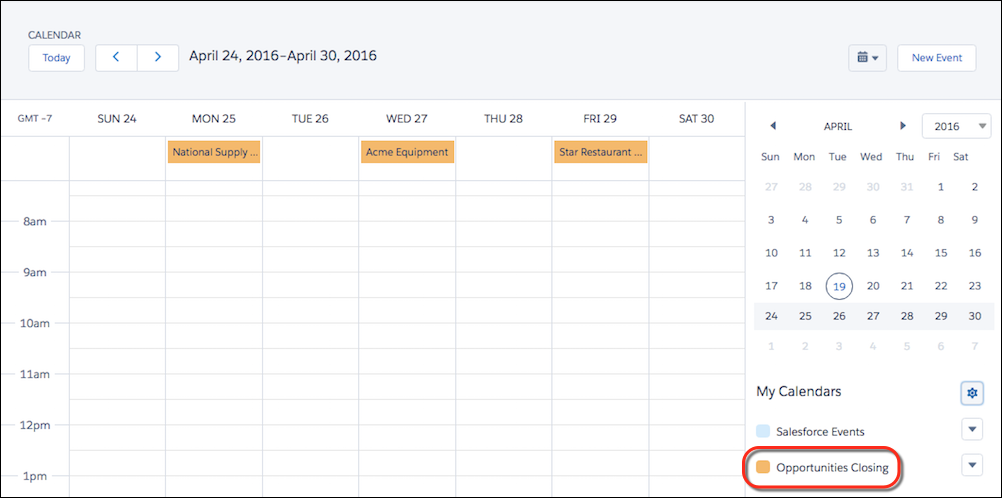 CALENDAR
Today
April 24, 2016–April 30, 2016
New Event
GMT −7 SUN 24 MON 25 TUE 26 WED 27 THU 28 FRI 29 SAT 30
National Supply ... Acme Equipment Star Restaurant ...
8am
9am
10am
11am
12pm
1pm
APRIL 2016
Sun Mon Tue Wed Thu Fri Sat
27 28 29 30 31 1 2
3 4 5 6 7 8 9
10 11 12 13 14 15 16
17 18 19 20 21 22 23
24 25 26 27 28 29 30
1 2 3 4 5 6 7
My Calendars
Salesforce Events
Opportunities Closing